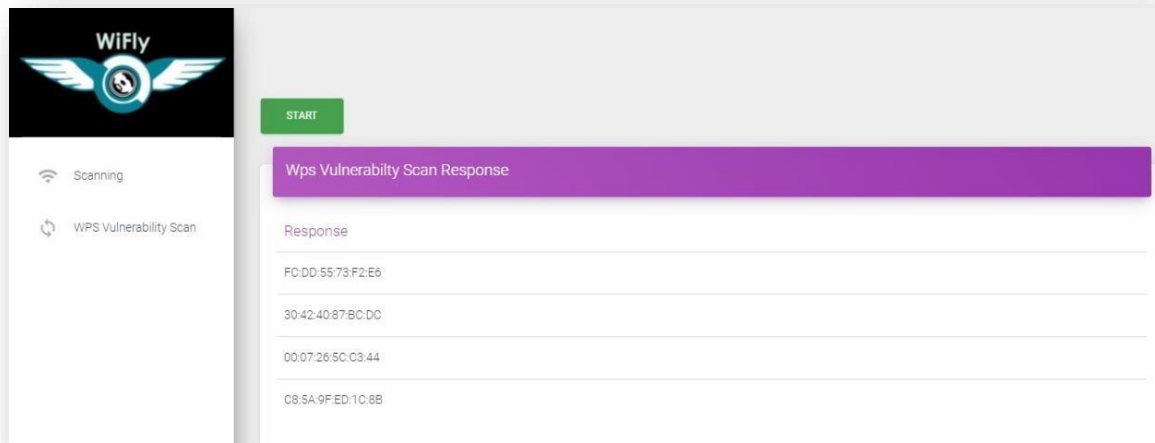 WiFly
START
Scanning
WPS Vulnerability Scan
Wps Vulnerabilty Scan Response
Response
FC:DD:55:73:F2:E6
30:42:40:87:BC:DC
00:07:26:5C:C3:44
C8:5A:9F:ED:1C:8B